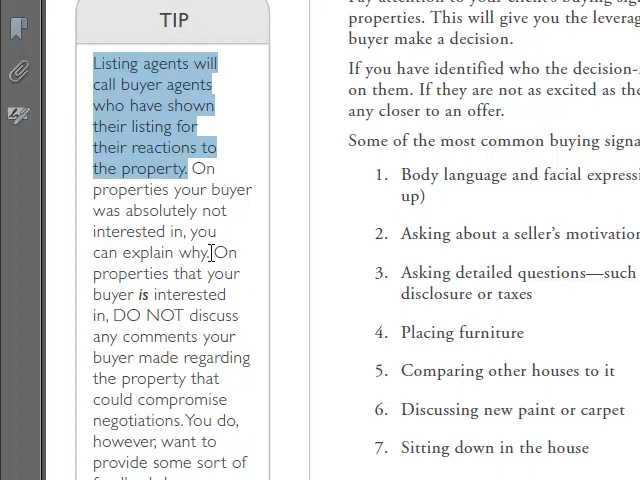 TIP
Listing agents will
call buyer agents
who have shown
their listing for
their reactions to
the property. On
properties your buyer
was absolutely not
interested in, you
can explain why. On
properties that your
buyer is interested
in, DO NOT discuss
any comments your
buyer made regarding
the property that
could compromise
negotiations. You do,
however, want to
provide some sort of
properties. This will give you the
buyer make a decision.
If you have identified who the
on them. If they are not as excited as
any closer to an offer.
Some of the most common buying
1. Body language and facial
up)
2. Asking about a seller's
3. Asking detailed questions—such
disclosure or taxes
4. Placing furniture
5. Comparing other houses to it
6. Discussing new paint or carpet
7. Sitting down in the house